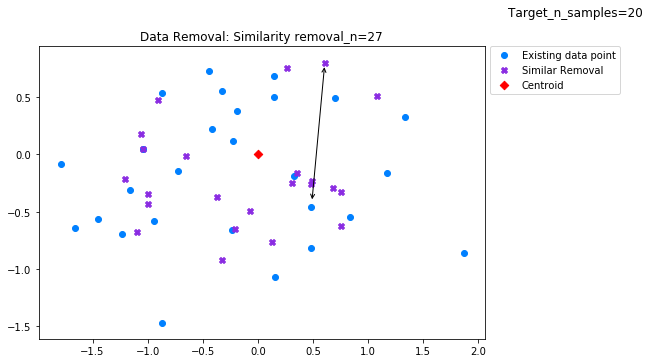 Target_n_samples=20
Data Removal: Similarity removal_n=27
Existing data point
Similar Removal
Centroid
0.5
0.0
−0.5
−1.0
−1.5
−1.5 −1.0 −0.5 0.0 0.5 1.0 1.5 2.0